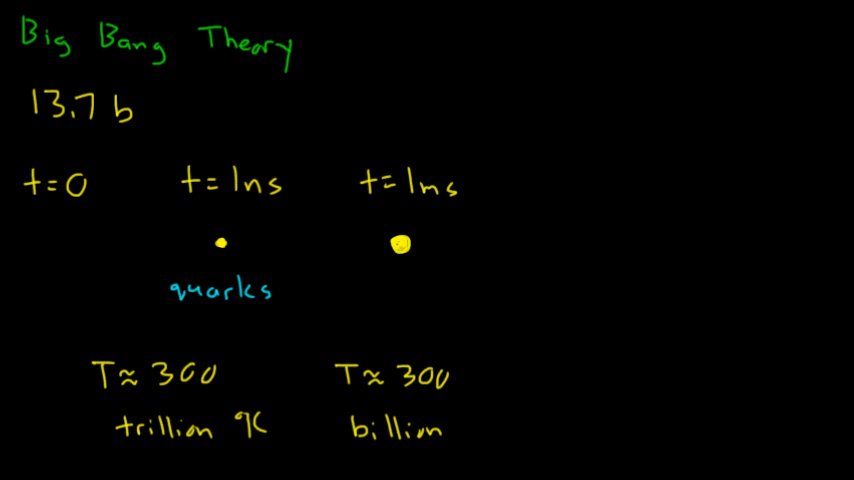 Big Bang Theory
13.7 b
t=0 t=1ns t=1ms
quarks
T≈300 T≈300
trillion °C billion